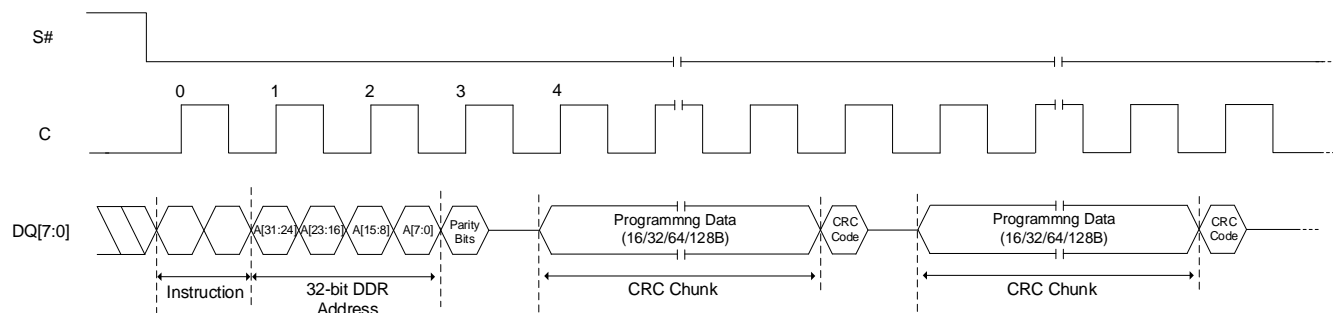 S#
0 1 2 3 4
C
DQ[7:0]
A[31:24] A[23:16] A[15:8] A[7:0]
Parity
Bits
Programmng Data
(16/32/64/128B)
CRC
Code
Programmng Data
(16/32/64/128B)
CRC
Code
Instruction
32-bit DDR
Address
CRC Chunk
CRC Chunk